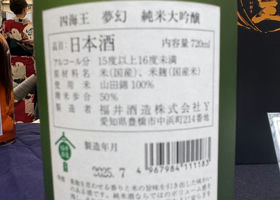 四海王 夢幻 純米大吟醸
品目 日本酒 内容量 720ml
アルコール分 15度以上16度未満
原材料名 米(国産)、米麹(国産)
使用米 山田錦100%
精米歩合 50%
製造者 福井酒造株式会社Y
愛知県豊橋市中浜町214番地
製造年月
2025. 7
4967984111183